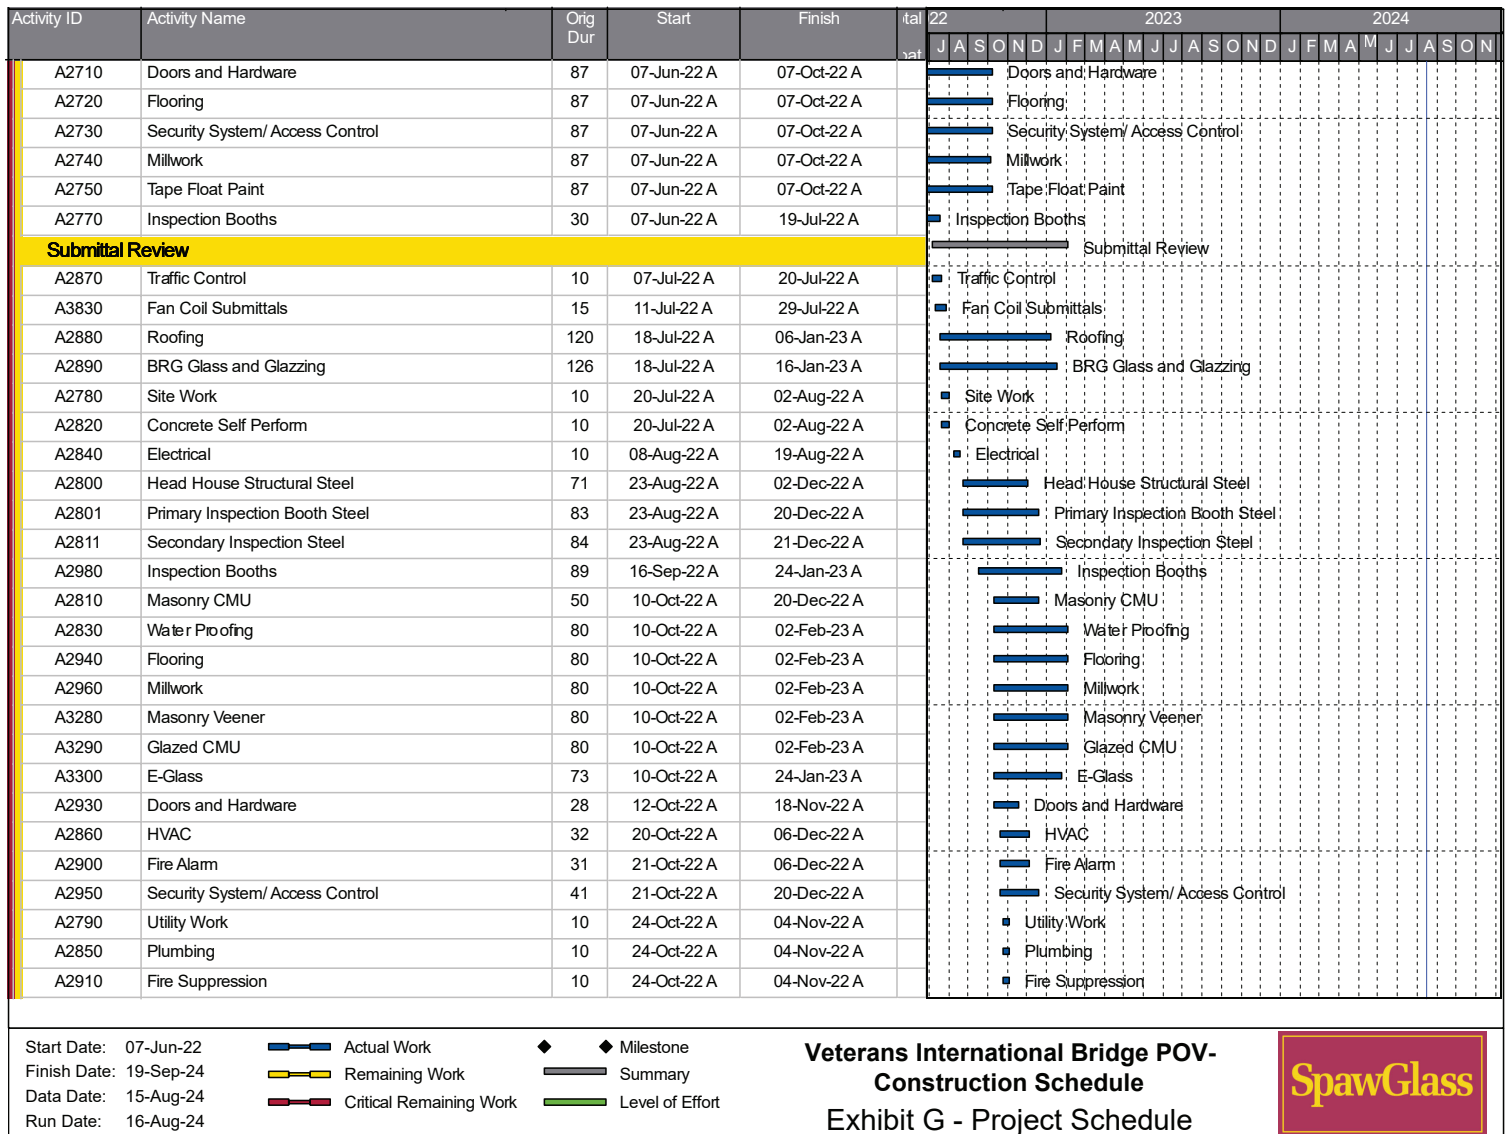 Activity ID Activity Name Orig Dur Start Finish 22 2023 2024
J A S O N D J F M A M J J A S O N D J F M A M J J A S O N
A2710 Doors and Hardware 87 07-Jun-22 A 07-Oct-22 A Doors and Hardware
A2720 Flooring 87 07-Jun-22 A 07-Oct-22 A Flooring
A2730 Security System/ Access Control 87 07-Jun-22 A 07-Oct-22 A Security System/ Access Control
A2740 Millwork 87 07-Jun-22 A 07-Oct-22 A Millwork
A2750 Tape Float Paint 87 07-Jun-22 A 07-Oct-22 A Tape Float Paint
A2770 Inspection Booths 30 07-Jun-22 A 19-Jul-22 A Inspection Booths
Submittal Review Submittal Review
A2870 Traffic Control 10 07-Jul-22 A 20-Jul-22 A Traffic Control
A3830 Fan Coil Submittals 15 11-Jul-22 A 29-Jul-22 A Fan Coil Submittals
A2880 Roofing 120 18-Jul-22 A 06-Jan-23 A Roofing
A2890 BRG Glass and Glazzing 126 18-Jul-22 A 16-Jan-23 A BRG Glass and Glazzing
A2780 Site Work 10 20-Jul-22 A 02-Aug-22 A Site Work
A2820 Concrete Self Perform 10 20-Jul-22 A 02-Aug-22 A Concrete Self Perform
A2840 Electrical 10 08-Aug-22 A 19-Aug-22 A Electrical
A2800 Head House Structural Steel 71 23-Aug-22 A 02-Dec-22 A Head House Structural Steel
A2801 Primary Inspection Booth Steel 83 23-Aug-22 A 20-Dec-22 A Primary Inspection Booth Steel
A2811 Secondary Inspection Steel 84 23-Aug-22 A 21-Dec-22 A Secondary Inspection Steel
A2980 Inspection Booths 89 16-Sep-22 A 24-Jan-23 A Inspection Booths
A2810 Masonry CMU 50 10-Oct-22 A 20-Dec-22 A Masonry CMU
A2830 Water Proofing 80 10-Oct-22 A 02-Feb-23 A Water Proofing
A2940 Flooring 80 10-Oct-22 A 02-Feb-23 A Flooring
A2960 Millwork 80 10-Oct-22 A 02-Feb-23 A Millwork
A3280 Masonry Veener 80 10-Oct-22 A 02-Feb-23 A Masonry Veener
A3290 Glazed CMU 80 10-Oct-22 A 02-Feb-23 A Glazed CMU
A3300 E-Glass 73 10-Oct-22 A 24-Jan-23 A E-Glass
A2930 Doors and Hardware 28 12-Oct-22 A 18-Nov-22 A Doors and Hardware
A2860 HVAC 32 20-Oct-22 A 06-Dec-22 A HVAC
A2900 Fire Alarm 31 21-Oct-22 A 06-Dec-22 A Fire Alarm
A2950 Security System/ Access Control 41 21-Oct-22 A 20-Dec-22 A Security System/ Access Control
A2790 Utility Work 10 24-Oct-22 A 04-Nov-22 A Utility Work
A2850 Plumbing 10 24-Oct-22 A 04-Nov-22 A Plumbing
A2910 Fire Suppression 10 24-Oct-22 A 04-Nov-22 A Fire Suppression
Start Date: 07-Jun-22
Finish Date: 19-Sep-24
Data Date: 15-Aug-24
Run Date: 16-Aug-24
Actual Work
Remaining Work
Critical Remaining Work
Milestone
Summary
Level of Effort
Veterans International Bridge POV-
Construction Schedule
Exhibit G - Project Schedule
SpawGlass